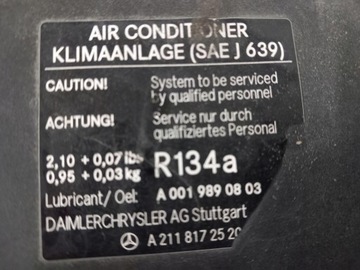 AIR CONDITIONER
KLIMAANLAGE (SAE J 639)
CAUTION! System to be serviced
by qualified personnel
ACHTUNG! Service nur durch
qualifiziertes Personal
2,10 + 0,07 lbs
0,95 + 0,03 kg R134a
Lubricant/ Oel: A 001 989 08 03
DAIMLERCHRYSLER AG Stuttgart
A 211 817 25 20